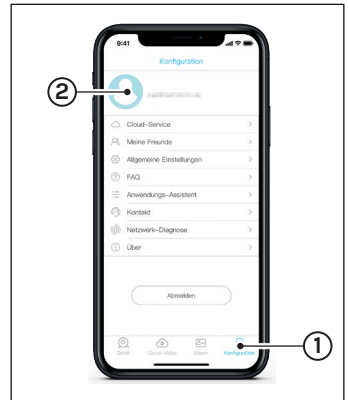 9:41
Konfiguration
2
Cloud-Service
Meine Freunde
Allgemeine Einstellungen
FAQ
Anwendungs-Assistent
Kontakt
Netzwerk-Diagnose
Über
Abmelden
1
Gerät Cloud-Video Album Konfiguration